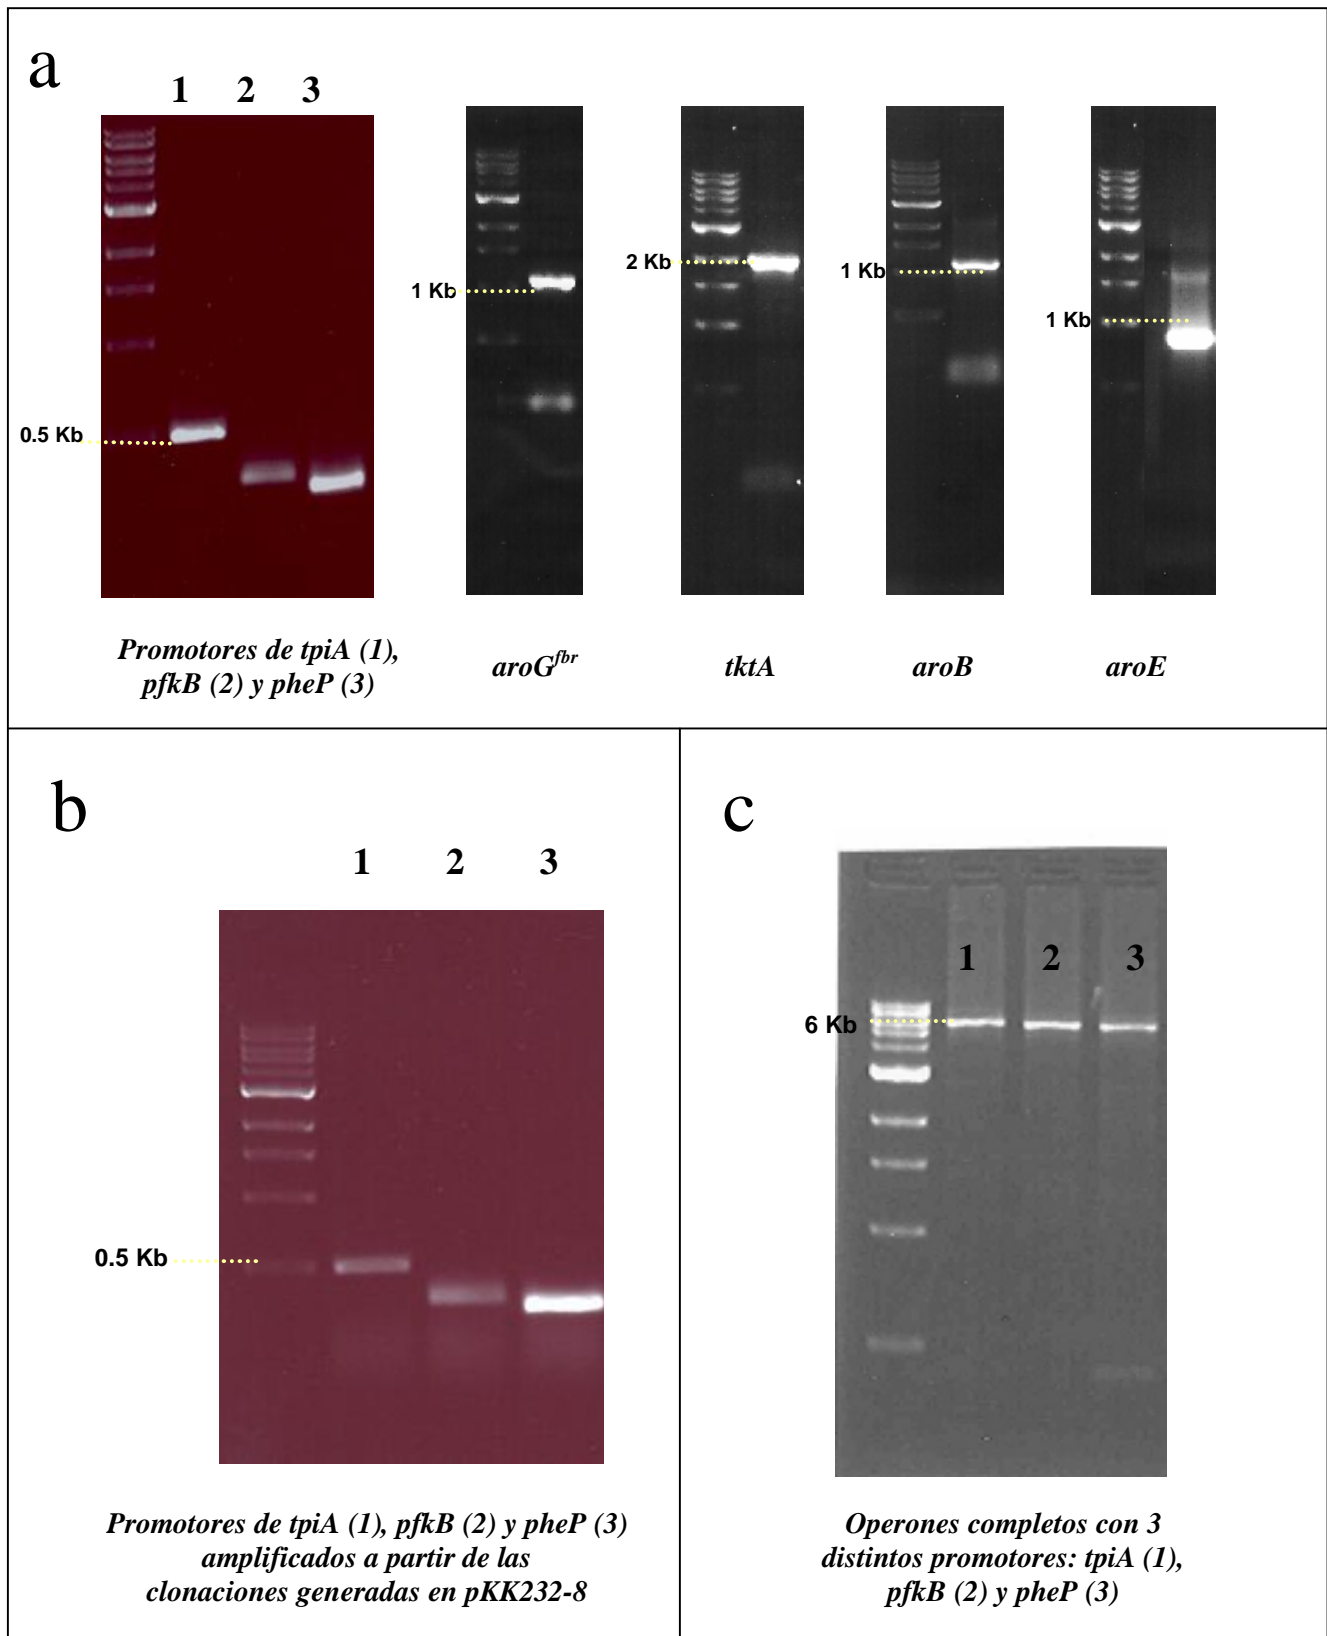 a
1 2 3
0.5 Kb
1 Kb
2 Kb
1 Kb
1 Kb
Promotores de tpiA (1),
pfkB (2) y pheP (3)
aroGfbr
tktA
aroB
aroE
b
1 2 3
0.5 Kb
Promotores de tpiA (1), pfkB (2) y pheP (3)
amplificados a partir de las
clonaciones generadas en pKK232-8
c
1 2 3
6 Kb
Operones completos con 3
distintos promotores: tpiA (1),
pfkB (2) y pheP (3)